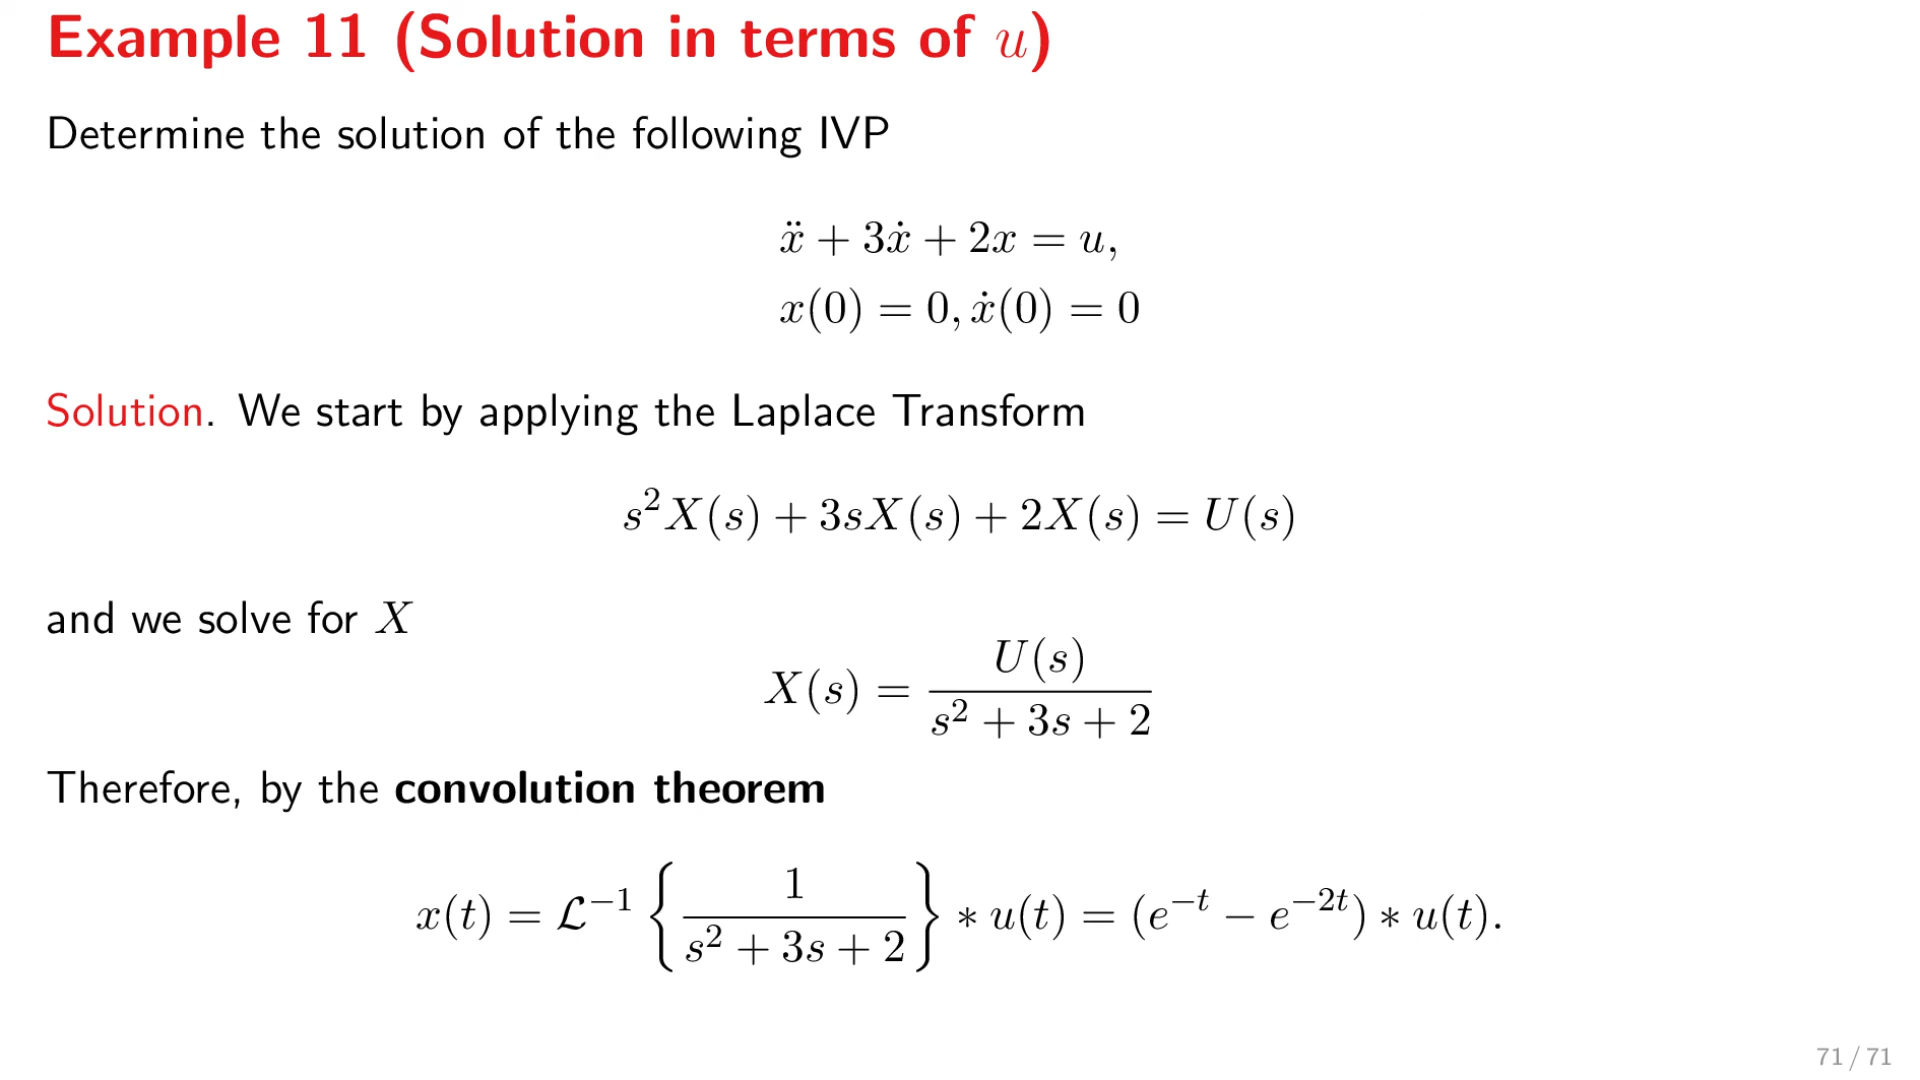 Example 11 (Solution in terms of u)
Determine the solution of the following IVP
ẍ + 3ẋ + 2x = u,
x(0) = 0, ẋ(0) = 0
Solution. We start by applying the Laplace Transform
s²X(s) + 3sX(s) + 2X(s) = U(s)
and we solve for X
X(s) = U(s) / (s² + 3s + 2)
Therefore, by the convolution theorem
x(t) = ℒ⁻¹ { 1 / (s² + 3s + 2) } ∗ u(t) = (e⁻ᵗ − e⁻²ᵗ) ∗ u(t).
71 / 71